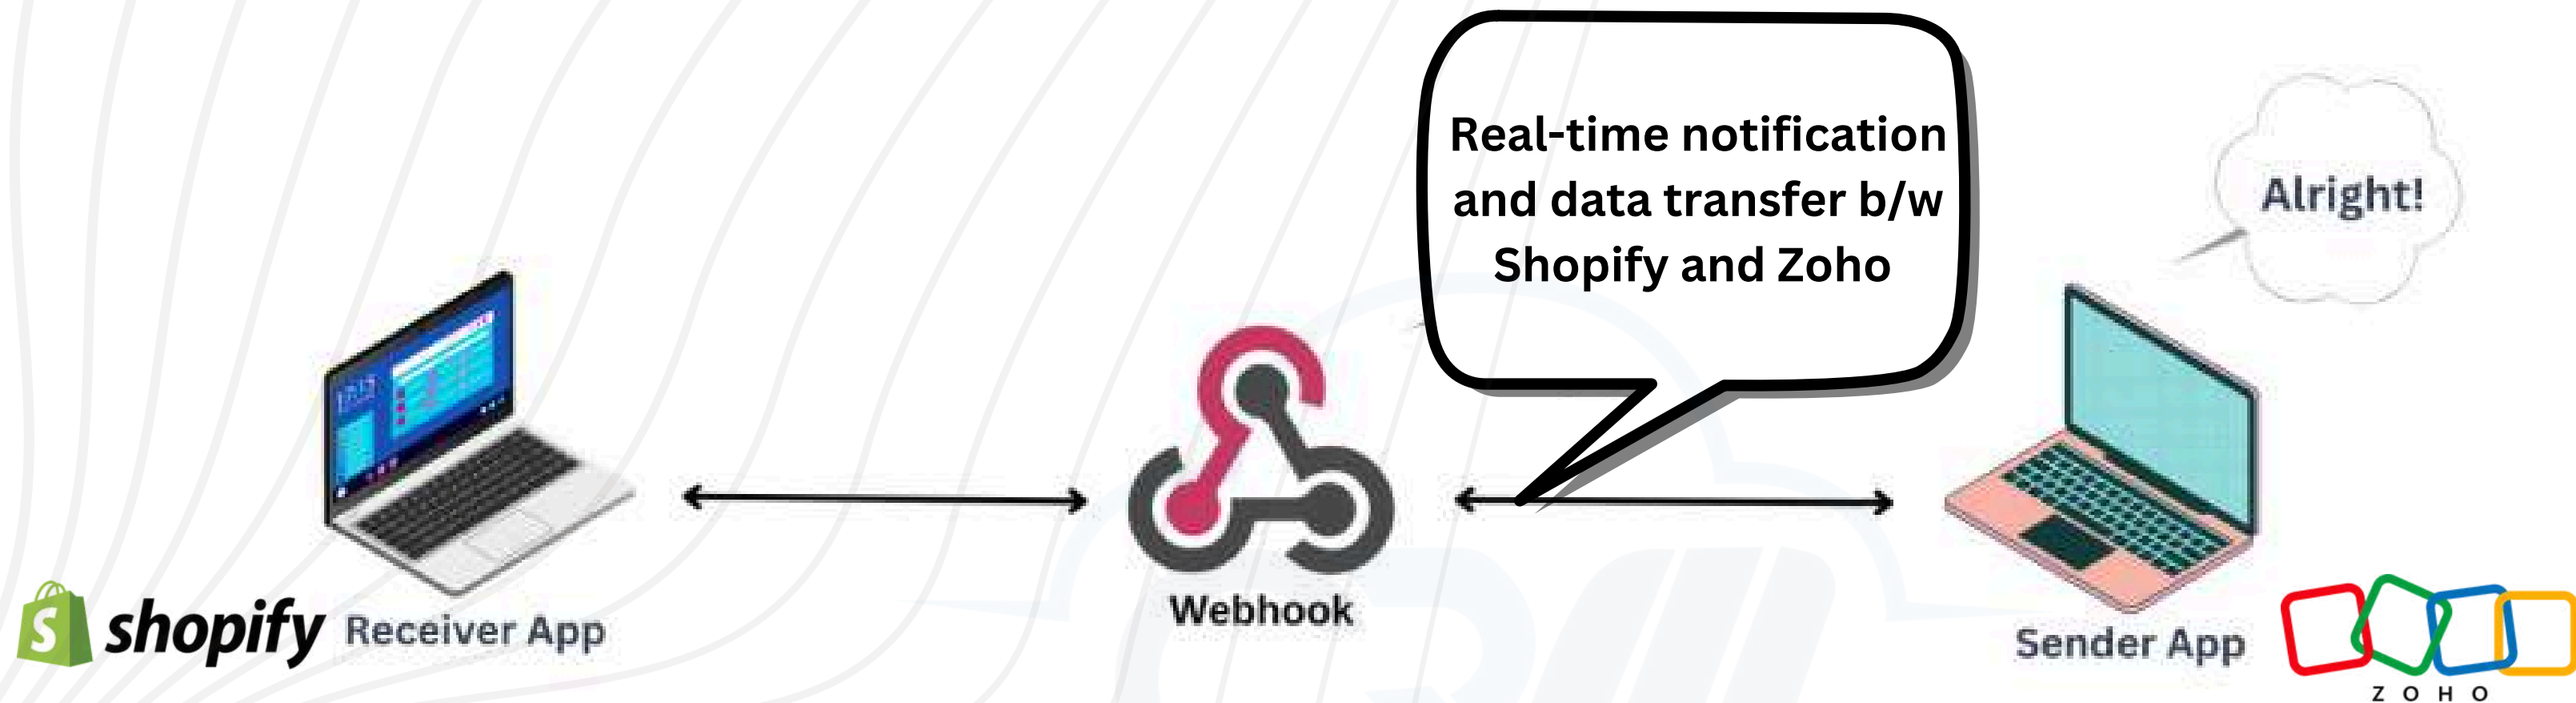 Real-time notification
and data transfer b/w
Shopify and Zoho
Alright!
Webhook
shopify Receiver App
Sender App
ZOHO